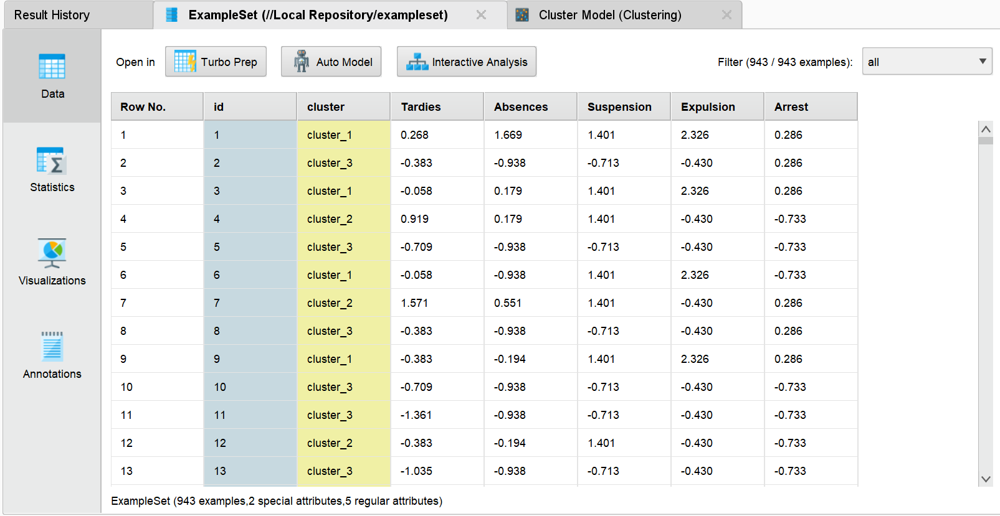 Result History ExampleSet (//Local Repository/exampleset) Cluster Model (Clustering)
Open in Turbo Prep Auto Model Interactive Analysis Filter (943 / 943 examples): all
Data
Statistics
Visualizations
Annotations
Row No. id cluster Tardies Absences Suspension Expulsion Arrest
1 1 cluster_1 0.268 1.669 1.401 2.326 0.286
2 2 cluster_3 -0.383 -0.938 -0.713 -0.430 0.286
3 3 cluster_1 -0.058 0.179 1.401 2.326 0.286
4 4 cluster_2 0.919 0.179 1.401 -0.430 -0.733
5 5 cluster_3 -0.709 -0.938 -0.713 -0.430 -0.733
6 6 cluster_1 -0.058 -0.938 1.401 2.326 -0.733
7 7 cluster_2 1.571 0.551 1.401 -0.430 0.286
8 8 cluster_3 -0.383 -0.938 -0.713 -0.430 0.286
9 9 cluster_1 -0.383 -0.194 1.401 2.326 0.286
10 10 cluster_3 -0.709 -0.938 -0.713 -0.430 -0.733
11 11 cluster_3 -1.361 -0.938 -0.713 -0.430 -0.733
12 12 cluster_2 -0.383 -0.194 1.401 -0.430 -0.733
13 13 cluster_3 -1.035 -0.938 -0.713 -0.430 -0.733
ExampleSet (943 examples,2 special attributes,5 regular attributes)